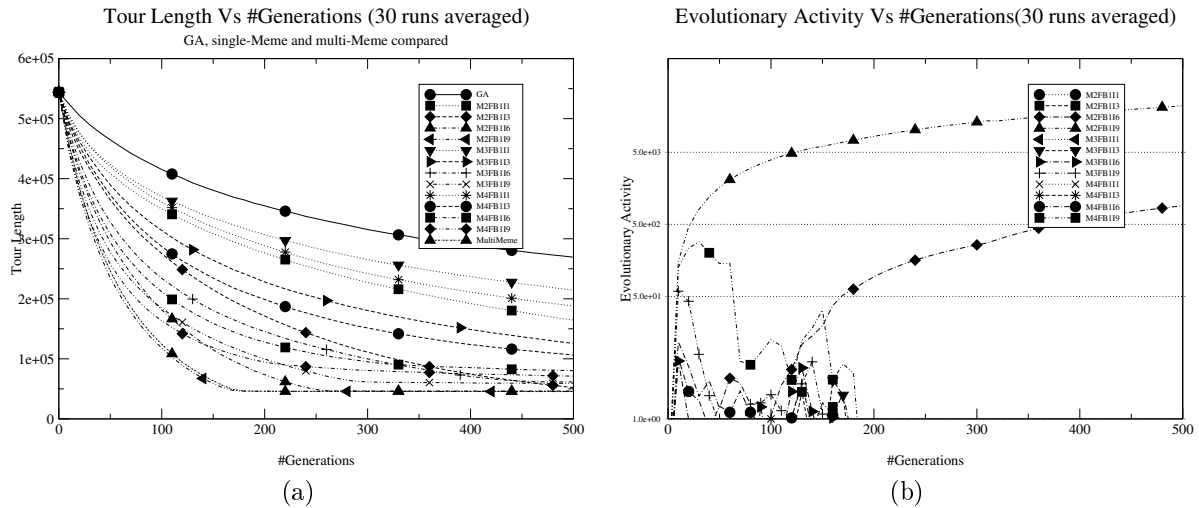 Tour Length Vs #Generations (30 runs averaged)
GA, single-Meme and multi-Meme compared
6e+05
5e+05
4e+05
3e+05
2e+05
1e+05
0
Tour Length
0 100 200 300 400 500
#Generations
GA
M2FB1I1
M2FB1I3
M2FB1I6
M2FB1I9
M3FB1I1
M3FB1I3
M3FB1I6
M3FB1I9
M4FB1I1
M4FB1I3
M4FB1I6
M4FB1I9
MultiMeme
(a)
Evolutionary Activity Vs #Generations(30 runs averaged)
5.0e+03
5.0e+02
5.0e+01
1.0e+00
Evolutionary Activity
0 100 200 300 400 500
#Generations
M2FB1I1
M2FB1I3
M2FB1I6
M2FB1I9
M3FB1I1
M3FB1I3
M3FB1I6
M3FB1I9
M4FB1I1
M4FB1I3
M4FB1I6
M4FB1I9
(b)